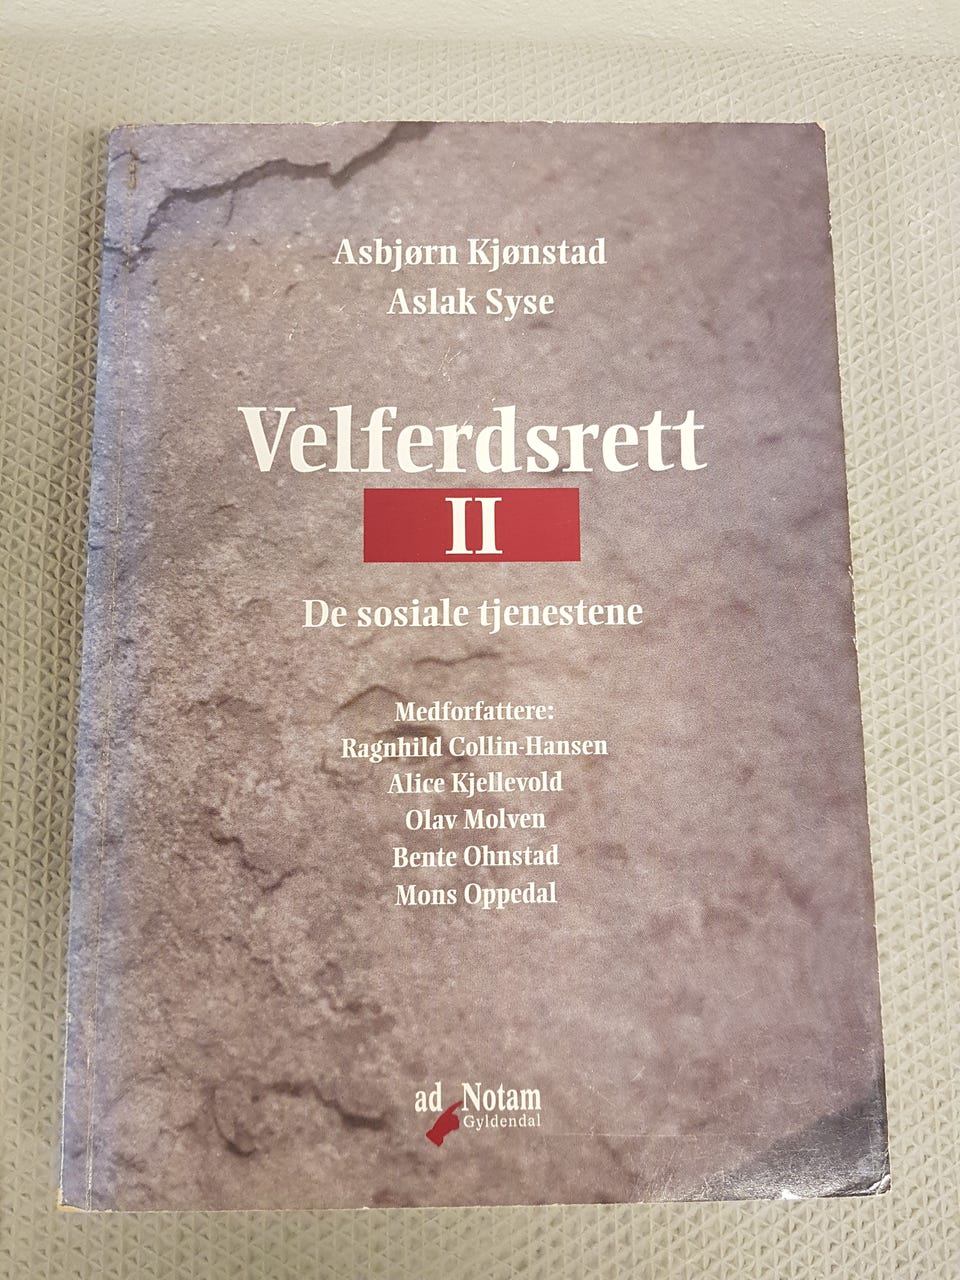 Asbjørn Kjønstad
Aslak Syse
Velferdsrett
II
De sosiale tjenestene
Medforfattere:
Ragnhild Collin-Hansen
Alice Kjellevold
Olav Molven
Bente Ohnstad
Mons Oppedal
ad Notam
Gyldendal